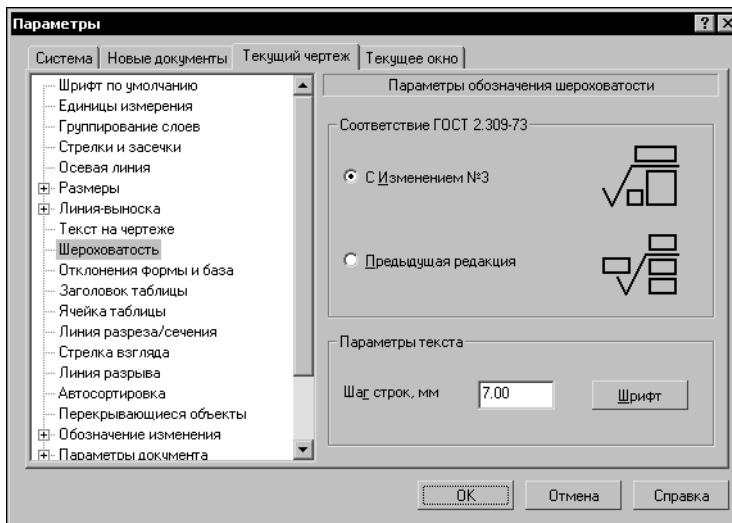 Параметры
Система Новые документы Текущий чертеж Текущее окно
Шрифт по умолчанию
Единицы измерения
Группирование слоев
Стрелки и засечки
Осевая линия
Размеры
Линия-выноска
Текст на чертеже
Шероховатость
Отклонения формы и база
Заголовок таблицы
Ячейка таблицы
Линия разреза/сечения
Стрелка взгляда
Линия разрыва
Автосортировка
Перекрывающиеся объекты
Обозначение изменения
Параметры документа
Параметры обозначения шероховатости
Соответствие ГОСТ 2.309-73
С Изменением №3
Предыдущая редакция
Параметры текста
Шаг строк, мм 7.00 Шрифт
OK Отмена Справка